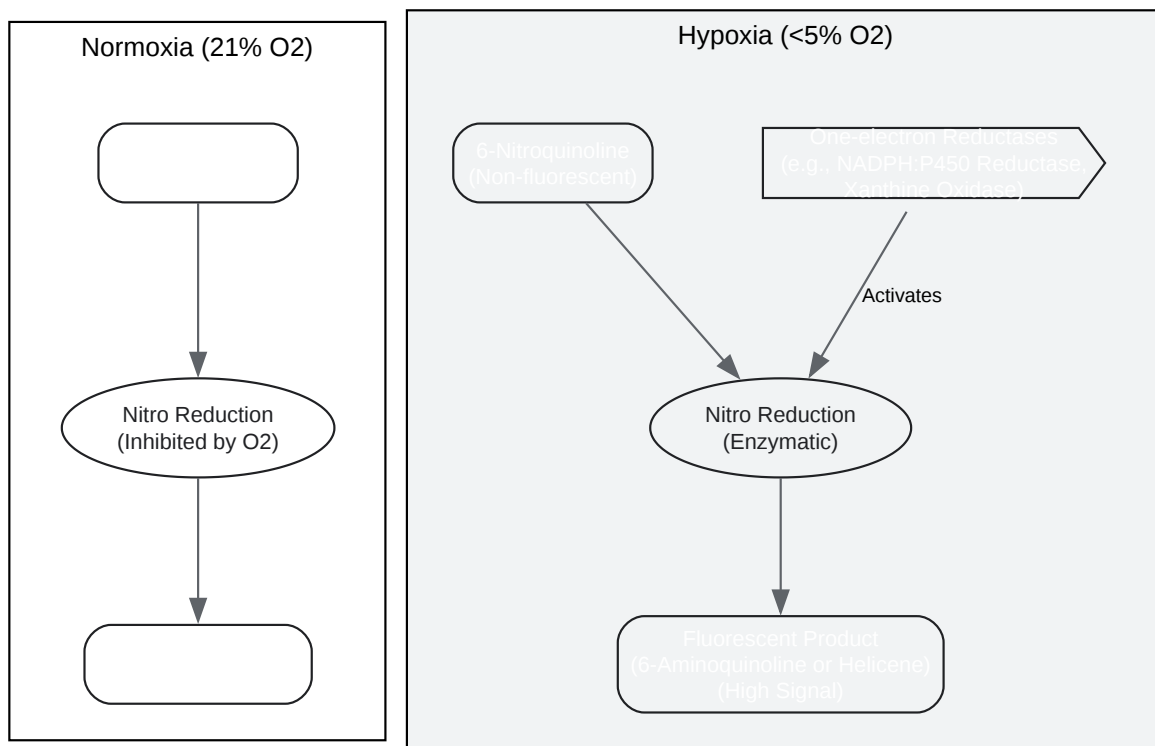 Normoxia (21% O2)
Nitro Reduction
(Inhibited by O2)
Hypoxia (<5% O2)
6-Nitroquinoline
(Non-fluorescent)
One-electron Reductases
(e.g., NADPH:P450 Reductase,
Xanthine Oxidase)
Activates
Nitro Reduction
(Enzymatic)
Fluorescent Product
(6-Aminoquinoline or Helicene)
(High Signal)